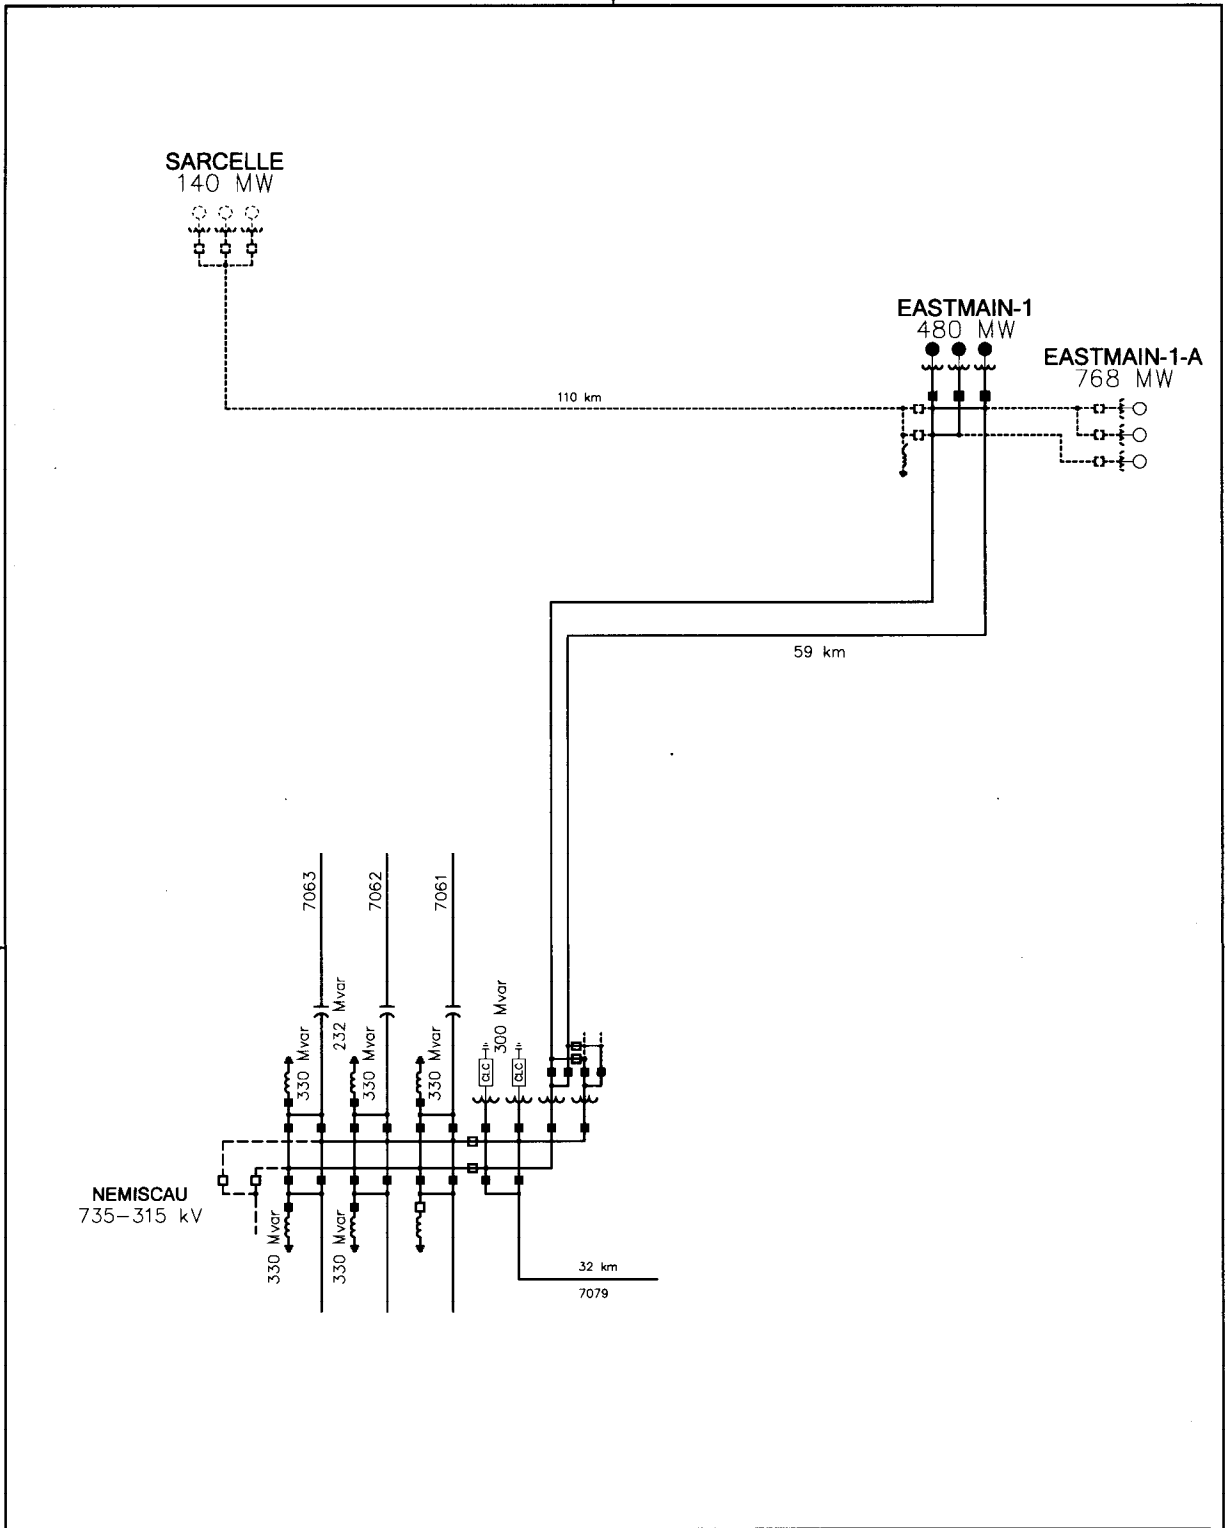 SARCELLE
140 MW
EASTMAIN-1
480 MW
EASTMAIN-1-A
768 MW
110 km
59 km
7063
7062
7061
330 Mvar
232 Mvar
330 Mvar
330 Mvar
300 Mvar
CLC
CLC
NEMISCAU
735-315 kV
330 Mvar
330 Mvar
32 km
7079